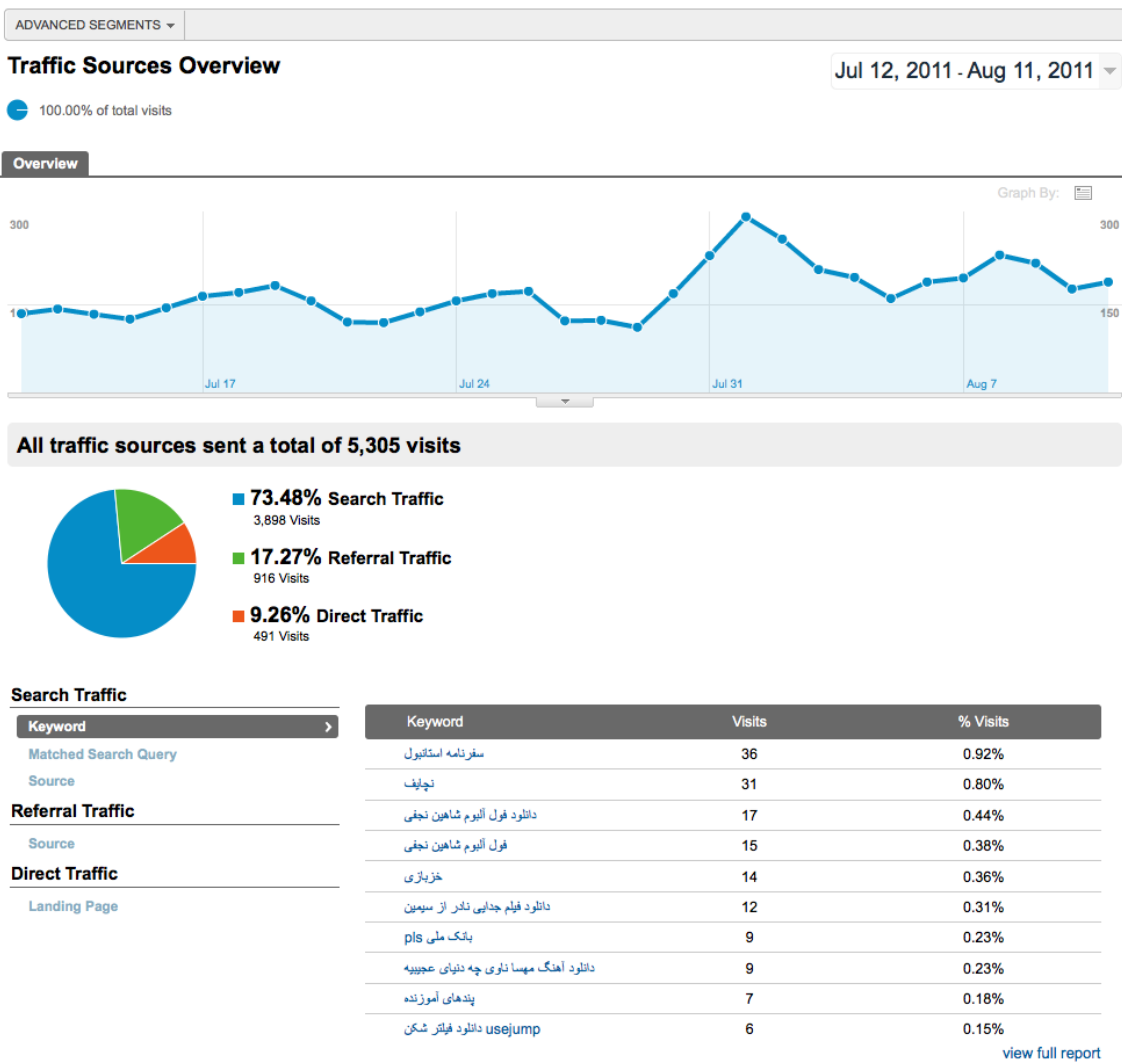 ADVANCED SEGMENTS
Traffic Sources Overview
Jul 12, 2011 - Aug 11, 2011
100.00% of total visits
Overview
Graph By:
300 300
150
Jul 17 Jul 24 Jul 31 Aug 7
All traffic sources sent a total of 5,305 visits
73.48% Search Traffic
3,898 Visits
17.27% Referral Traffic
916 Visits
9.26% Direct Traffic
491 Visits
Search Traffic
Keyword
Matched Search Query
Source
Referral Traffic
Source
Direct Traffic
Landing Page
Keyword Visits % Visits
سفرنامه استانبول 36 0.92%
نچایف 31 0.80%
دانلود فول آلبوم شاهین نجفی 17 0.44%
فول آلبوم شاهین نجفی 15 0.38%
خزبازی 14 0.36%
دانلود فیلم جدایی نادر از سیمین 12 0.31%
بانک ملی pls 9 0.23%
دانلود آهنگ مهسا ناوی چه دنیای عجیبیه 9 0.23%
پندهای آموزنده 7 0.18%
usejump دانلود فیلتر شکن 6 0.15%
view full report